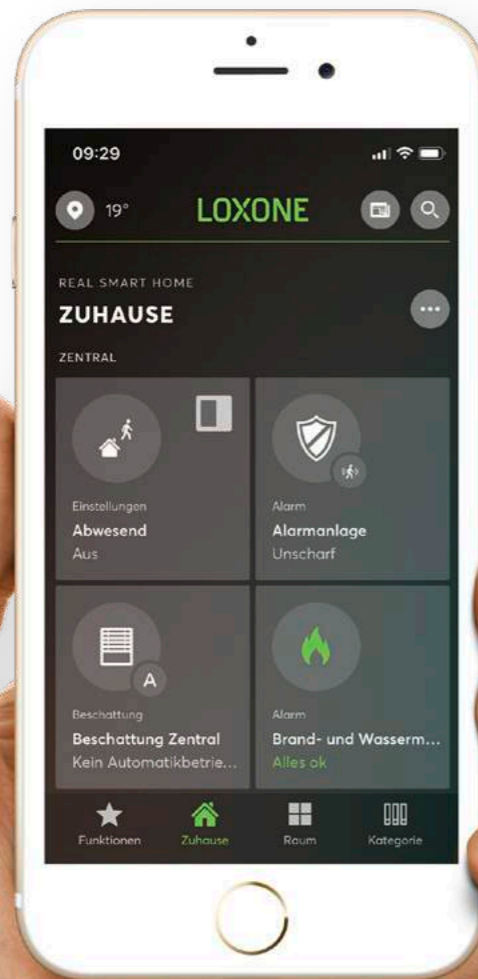 09:29
19°
LOXONE
REAL SMART HOME
ZUHAUSE
ZENTRAL
Einstellungen
Abwesend
Aus
Alarm
Alarmanlage
Unscharf
A
Beschattung
Beschattung Zentral
Kein Automatikbetrie...
Alarm
Brand- und Wasserm...
Alles ok
Funktionen
Zuhause
Raum
Kategorie